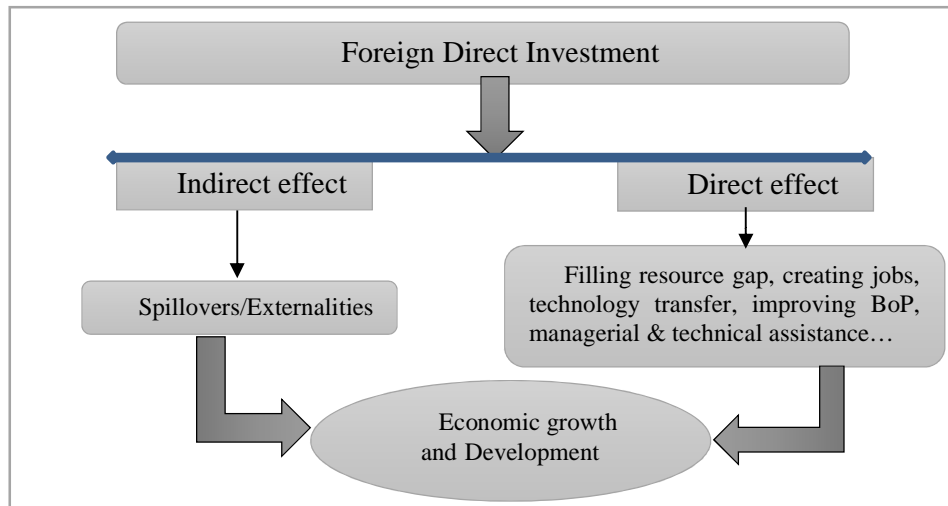 Foreign Direct Investment
Indirect effect
Direct effect
Spillovers/Externalities
Filling resource gap, creating jobs,
technology transfer, improving BoP,
managerial & technical assistance…
Economic growth
and Development